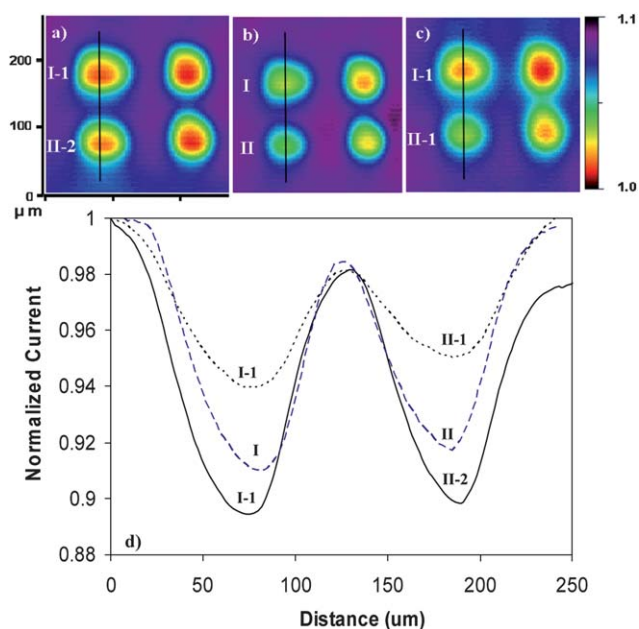 a)
b)
c)
1.1
200
I-1
I
I-1
100
II-2
II
II-1
0
1.0
µm
1
0.98
0.96
0.94
0.92
0.9
0.88
Normalized Current
I-1
II-1
I
II
I-1
II-2
d)
0
50
100
150
200
250
Distance (um)